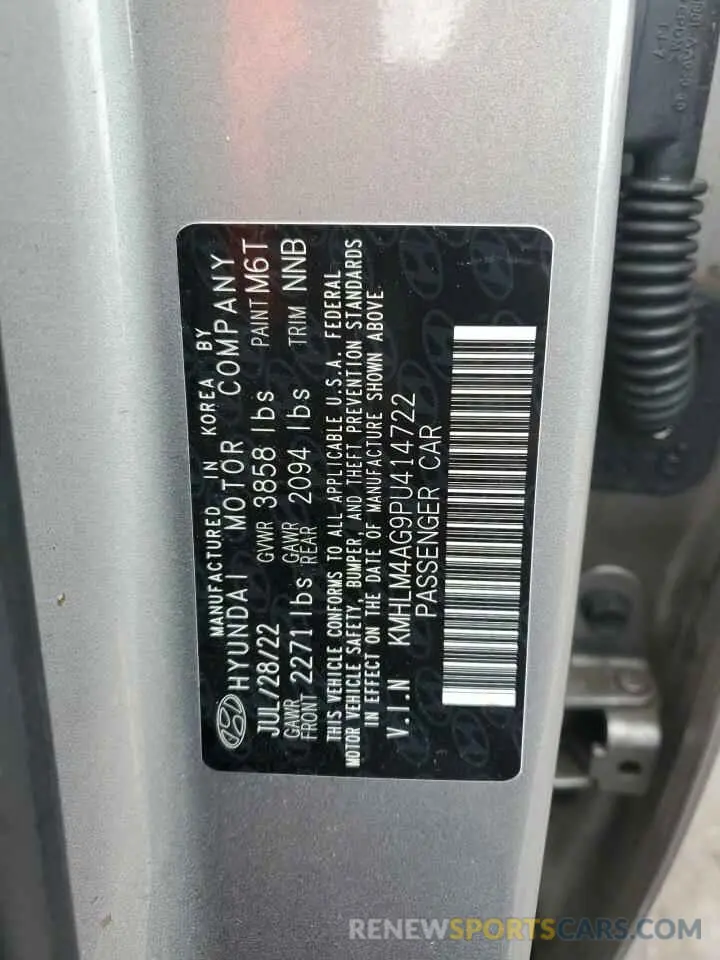 MANUFACTURED IN KOREA BY
HYUNDAI MOTOR COMPANY
JUL/28/22 GVWR 3858 lbs PAINT M6T
GAWR FRONT 2271 lbs GAWR REAR 2094 lbs TRIM NNB
THIS VEHICLE CONFORMS TO ALL APPLICABLE U.S.A. FEDERAL
MOTOR VEHICLE SAFETY, BUMPER, AND THEFT PREVENTION STANDARDS
IN EFFECT ON THE DATE OF MANUFACTURE SHOWN ABOVE.
V.I.N KMHLM4AG9PU414722
PASSENGER CAR
RENEWSPORTSCARS.COM